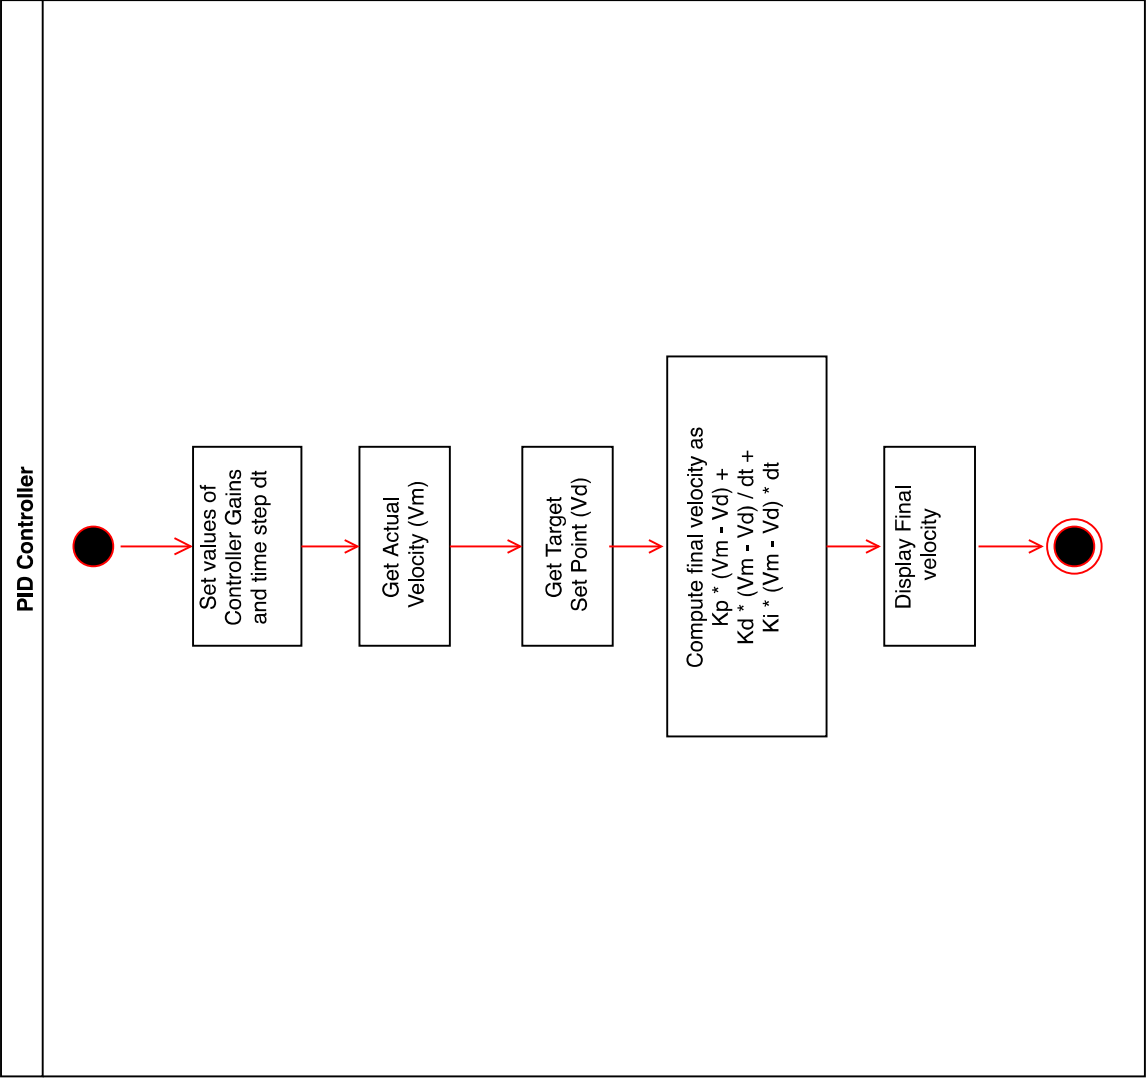 PID Controller
Set values of
Controller Gains
and time step dt
Get Actual
Velocity (Vm)
Get Target
Set Point (Vd)
Compute final velocity as
Kp * (Vm - Vd) +
Kd * (Vm - Vd) / dt +
Ki * (Vm - Vd) * dt
Display Final
velocity